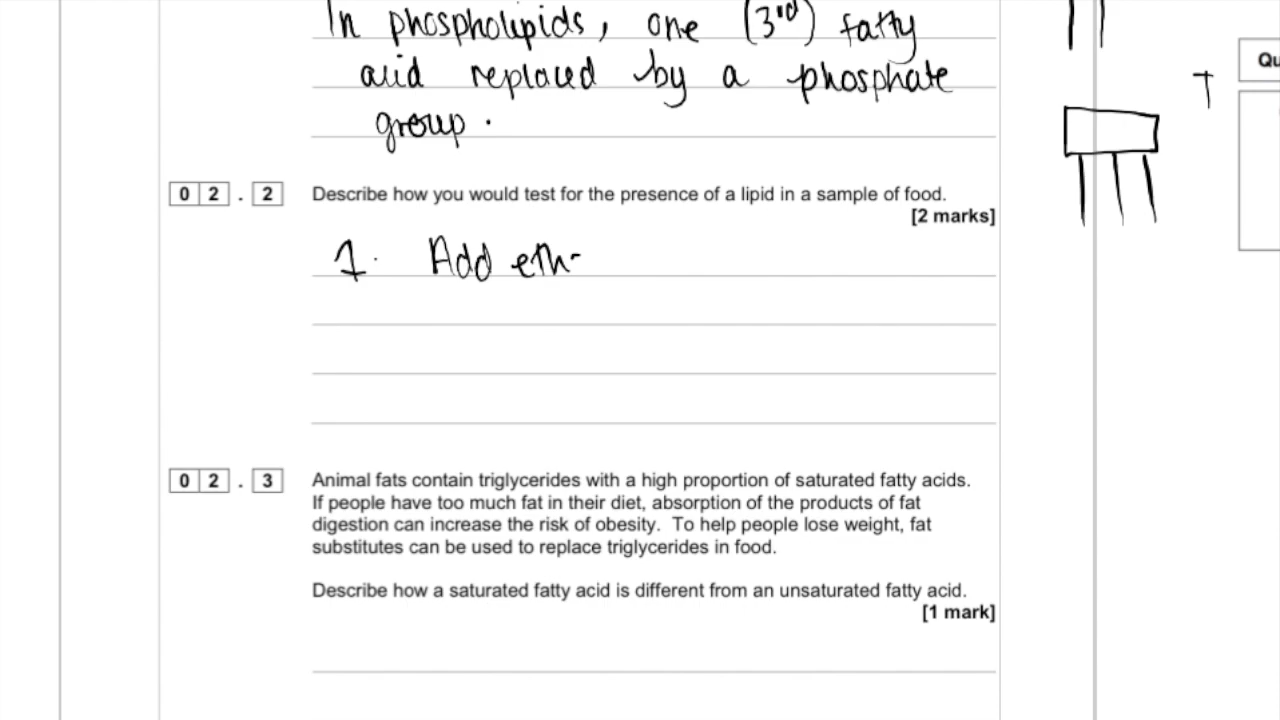 In phospholipids, one (3rd) fatty
acid replaced by a phosphate
group.
Qu
T
02.2 Describe how you would test for the presence of a lipid in a sample of food.
[2 marks]
1. Add eth
02.3 Animal fats contain triglycerides with a high proportion of saturated fatty acids.
If people have too much fat in their diet, absorption of the products of fat
digestion can increase the risk of obesity. To help people lose weight, fat
substitutes can be used to replace triglycerides in food.
Describe how a saturated fatty acid is different from an unsaturated fatty acid.
[1 mark]